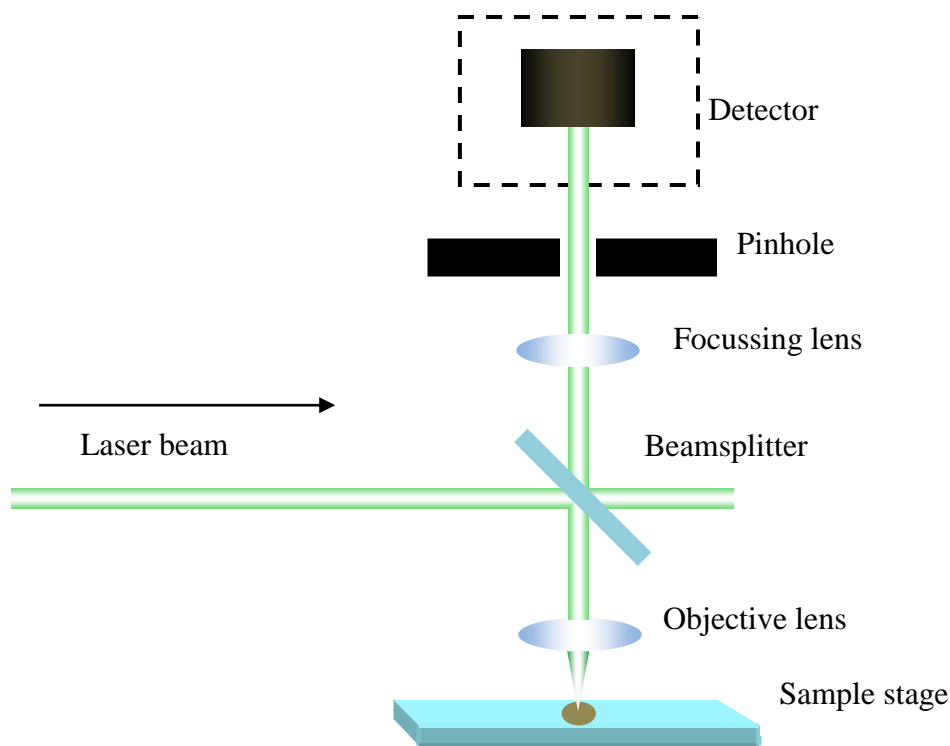 Detector
Pinhole
Focussing lens
Laser beam
Beamsplitter
Objective lens
Sample stage